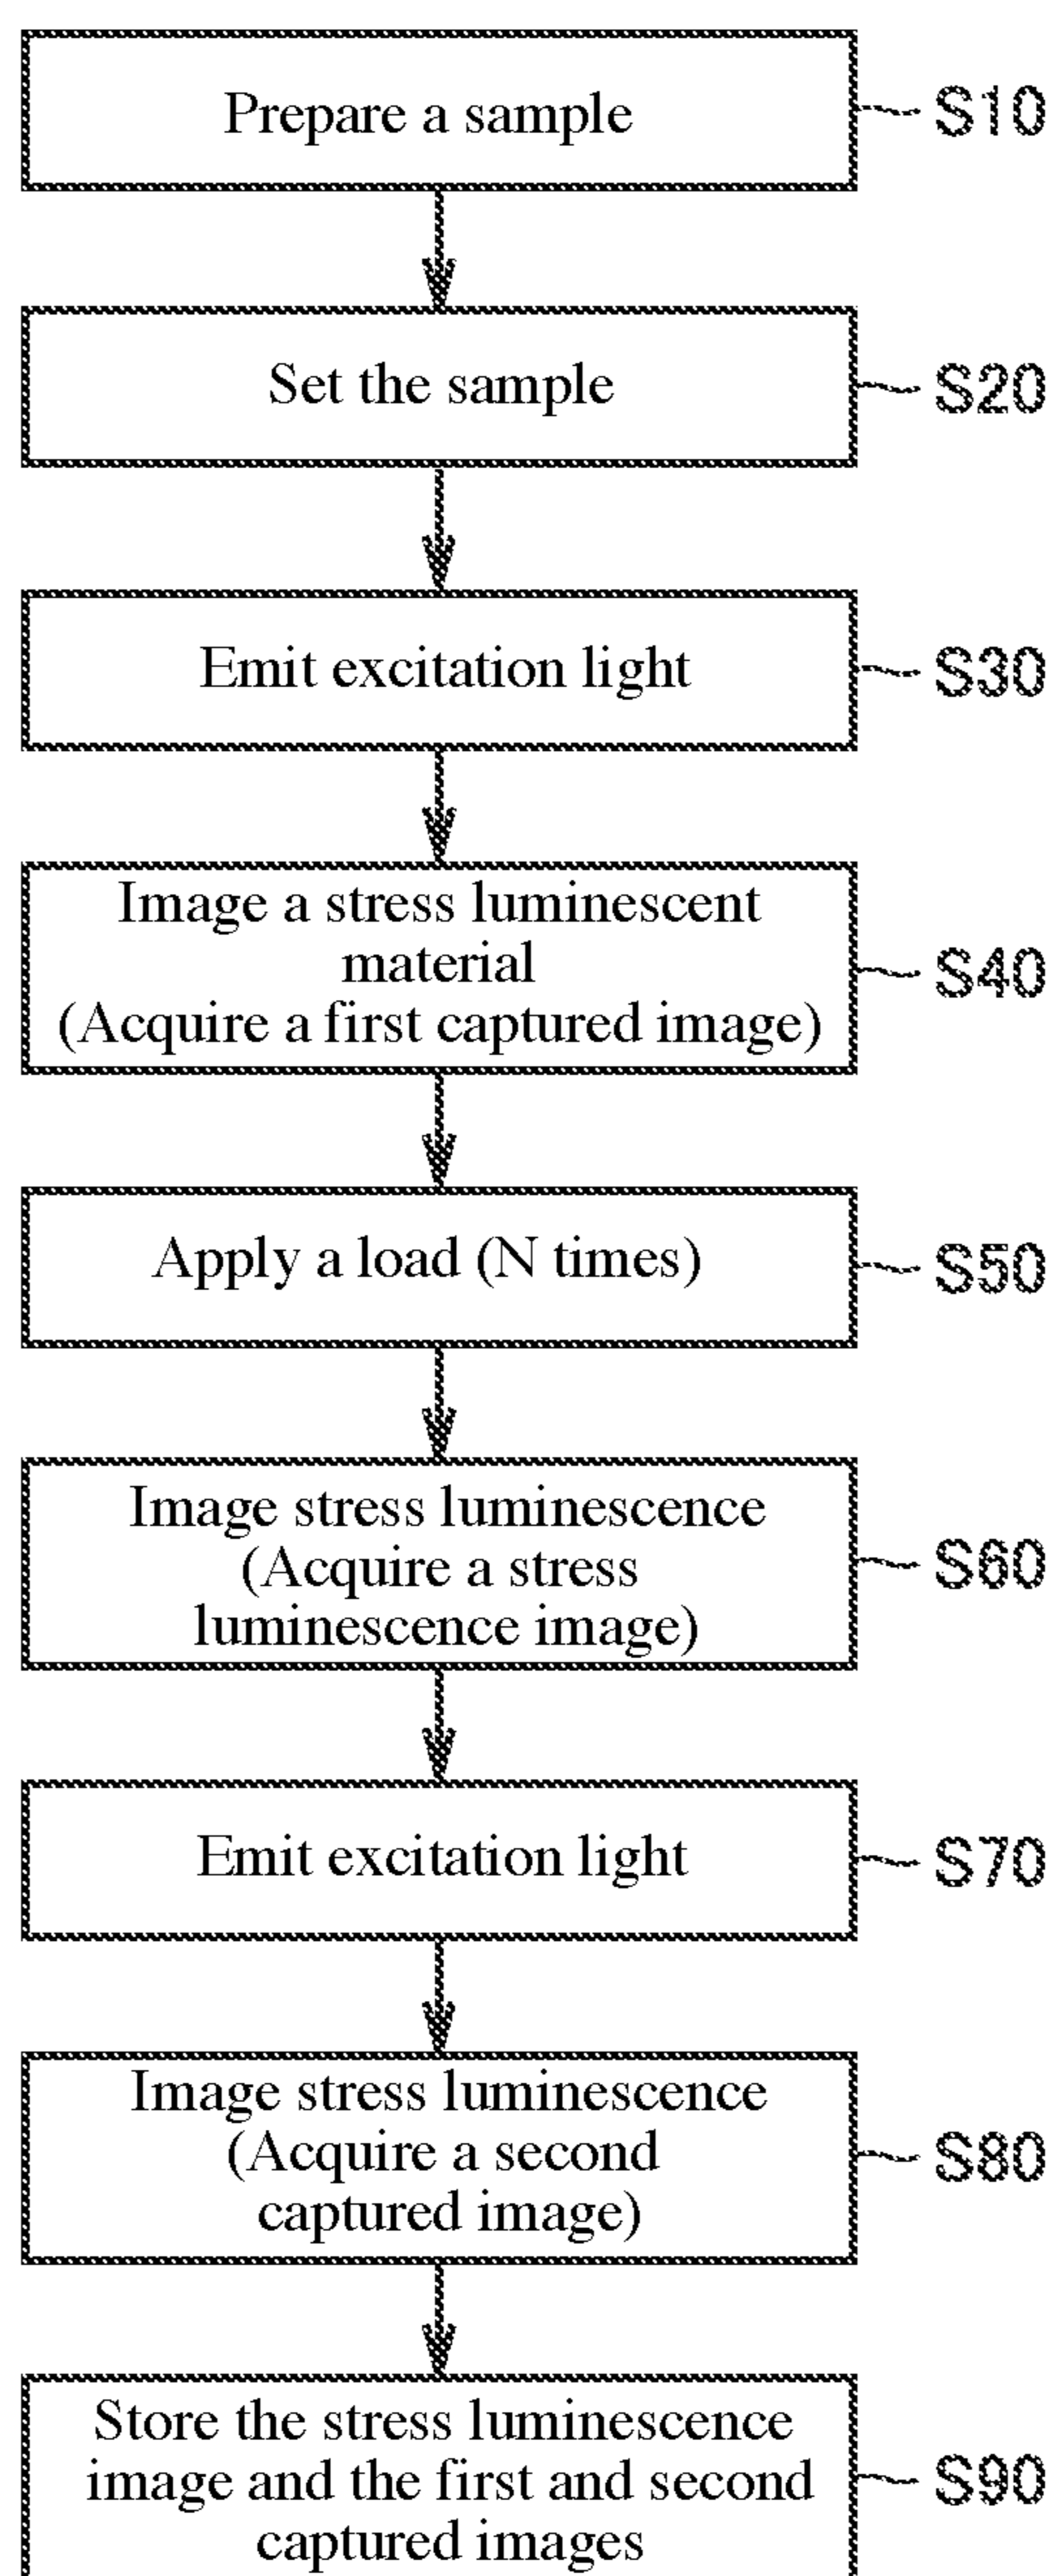 Prepare a sample
S10
Set the sample
S20
Emit excitation light
S30
Image a stress luminescent
material
(Acquire a first captured image)
S40
Apply a load (N times)
S50
Image stress luminescence
(Acquire a stress
luminescence image)
S60
Emit excitation light
S70
Image stress luminescence
(Acquire a second
captured image)
S80
Store the stress luminescence
image and the first and second
captured images
S90